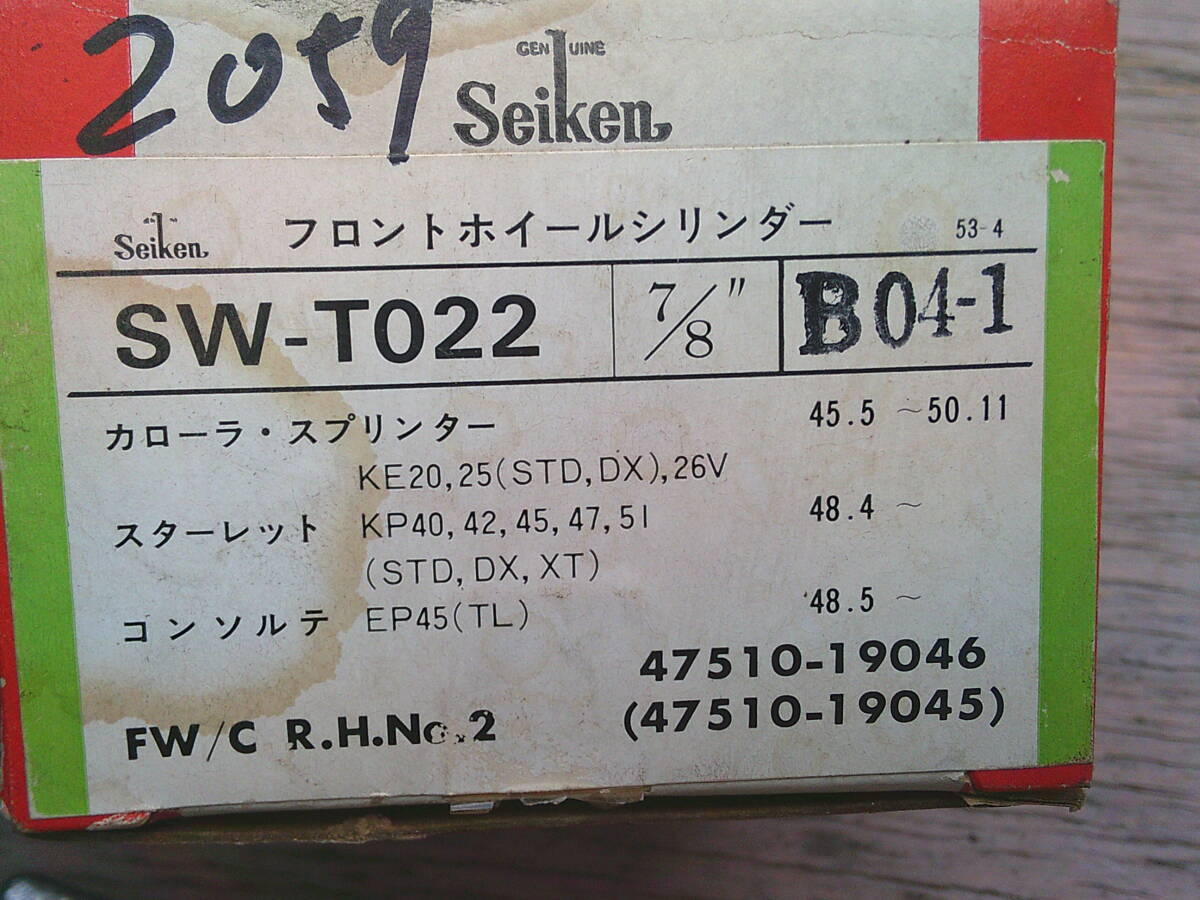 2059
GENUINE
Seiken
Seiken フロントホイールシリンダー 53-4
SW-T022 7/8" B04-1
カローラ・スプリンター 45.5 ~50.11
KE20,25(STD,DX),26V
スターレット KP40,42,45,47,51 48.4 ~
(STD,DX,XT)
コンソルテ EP45(TL) 48.5 ~
47510-19046
FW/C R.H.No.2 (47510-19045)